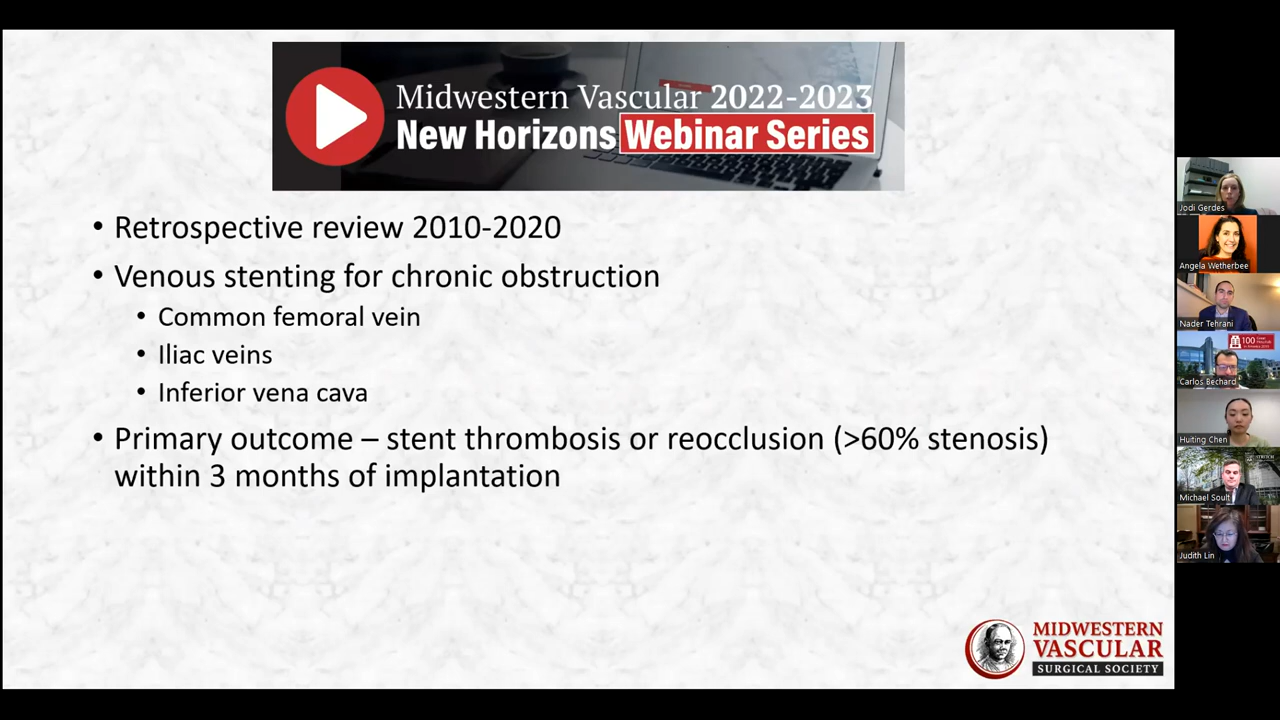 Midwestern Vascular 2022-2023
New Horizons Webinar Series
• Retrospective review 2010-2020
• Venous stenting for chronic obstruction
• Common femoral vein
• Iliac veins
• Inferior vena cava
• Primary outcome – stent thrombosis or reocclusion (>60% stenosis)
within 3 months of implantation
MIDWESTERN
VASCULAR
SURGICAL SOCIETY
Jodi Gerdes
Angela Wetherbee
Nader Tehrani
100
Carlos Bechard
Huiting Chen
Michael Soult
Judith Lin